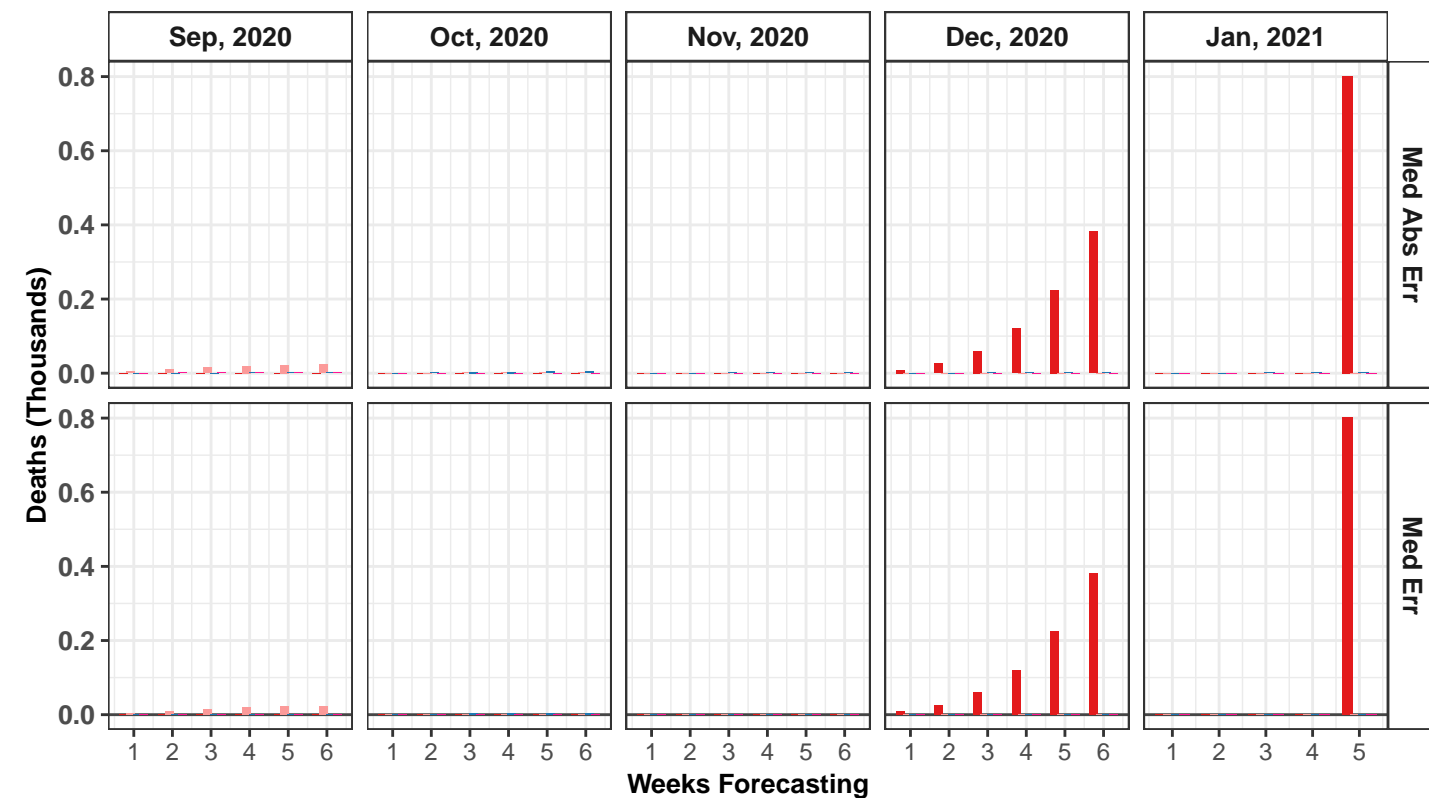 Sep, 2020 Oct, 2020 Nov, 2020 Dec, 2020 Jan, 2021
0.8
0.6
0.4
0.2
0.0
Med Abs Err
Deaths (Thousands)
0.8
0.6
0.4
0.2
0.0
Med Err
1 2 3 4 5 6 1 2 3 4 5 6 1 2 3 4 5 6 1 2 3 4 5 6 1 2 3 4 5
Weeks Forecasting